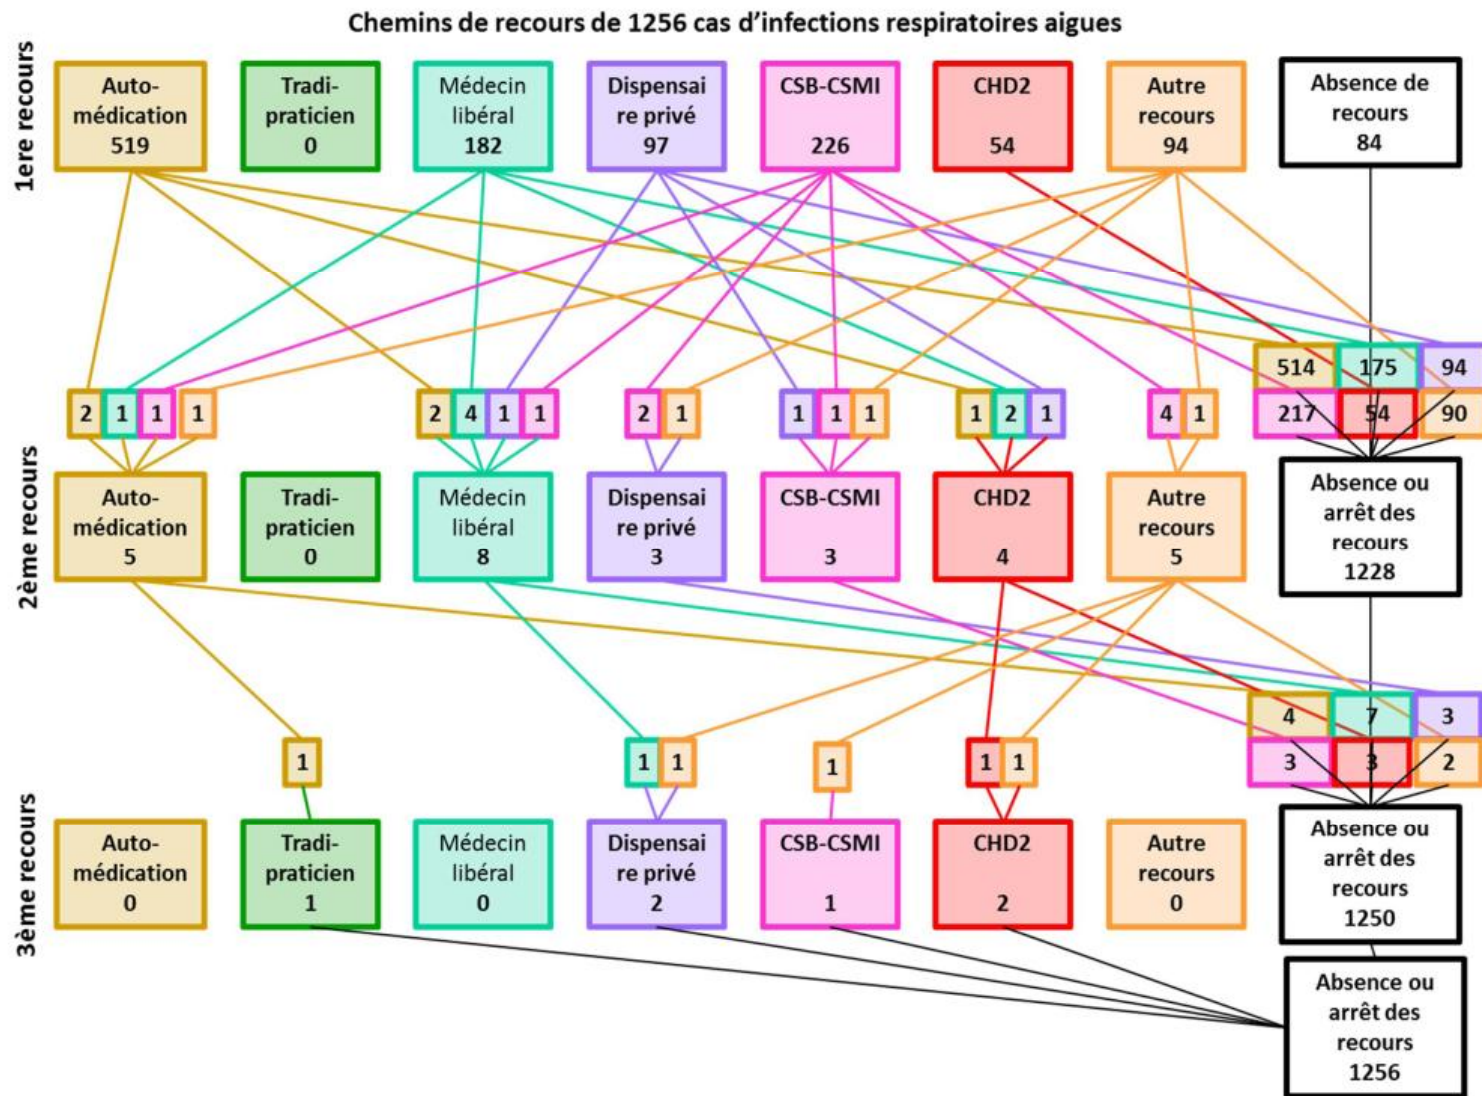 Chemins de recours de 1256 cas d’infections respiratoires aigues
1ere recours
Auto-
médication
519
Tradi-
praticien
0
Médecin
libéral
182
Dispensai
re privé
97
CSB-CSMI
226
CHD2
54
Autre
recours
94
Absence de
recours
84
514 175 94
217 54 90
2 1 1 1
2 4 1 1
2 1
1 1 1
1 2 1
4 1
2ème recours
Auto-
médication
5
Tradi-
praticien
0
Médecin
libéral
8
Dispensai
re privé
3
CSB-CSMI
3
CHD2
4
Autre
recours
5
Absence ou
arrêt des
recours
1228
4 7 3
3 3 2
1
1 1
1
1 1
3ème recours
Auto-
médication
0
Tradi-
praticien
1
Médecin
libéral
0
Dispensai
re privé
2
CSB-CSMI
1
CHD2
2
Autre
recours
0
Absence ou
arrêt des
recours
1250
Absence ou
arrêt des
recours
1256